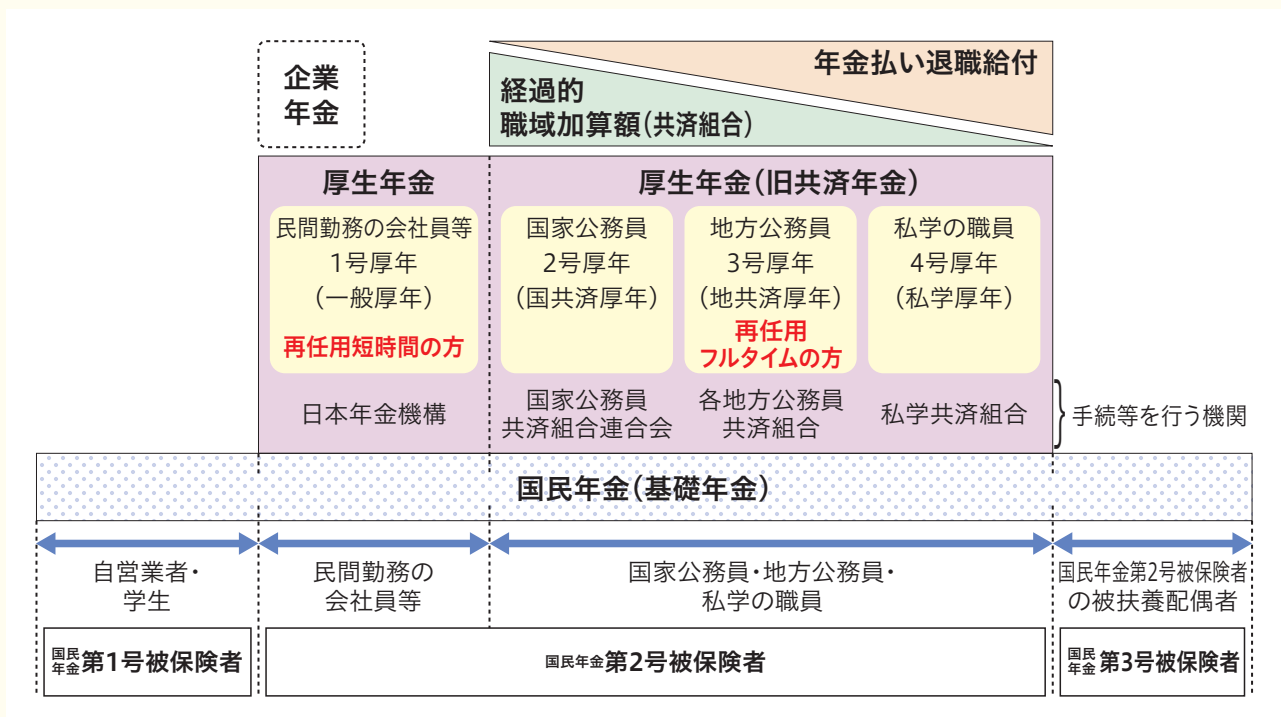 企業
年金
年金払い退職給付
経過的
職域加算額(共済組合)
厚生年金
厚生年金(旧共済年金)
民間勤務の会社員等
1号厚年
(一般厚年)
再任用短時間の方
国家公務員
2号厚年
(国共済厚年)
地方公務員
3号厚年
(地共済厚年)
再任用
フルタイムの方
私学の職員
4号厚年
(私学厚年)
日本年金機構
国家公務員
共済組合連合会
各地方公務員
共済組合
私学共済組合
手続等を行う機関
国民年金(基礎年金)
自営業者・
学生
民間勤務の
会社員等
国家公務員・地方公務員・
私学の職員
国民年金第2号被保険者
の被扶養配偶者
国民年金第1号被保険者
国民年金第2号被保険者
国民年金第3号被保険者